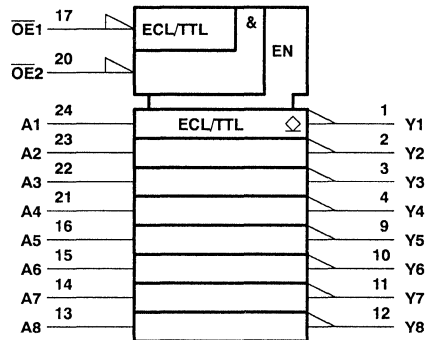 17
OE1 ECL/TTL &
20
OE2 EN
24 1
A1 ECL/TTL Y1
23 2
A2 Y2
22 3
A3 Y3
21 4
A4 Y4
16 9
A5 Y5
15 10
A6 Y6
14 11
A7 Y7
13 12
A8 Y8